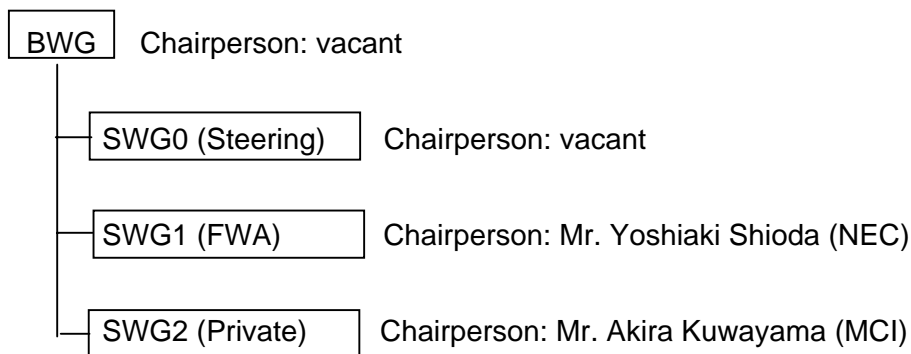 BWG Chairperson: vacant
SWG0 (Steering) Chairperson: vacant
SWG1 (FWA) Chairperson: Mr. Yoshiaki Shioda (NEC)
SWG2 (Private) Chairperson: Mr. Akira Kuwayama (MCI)